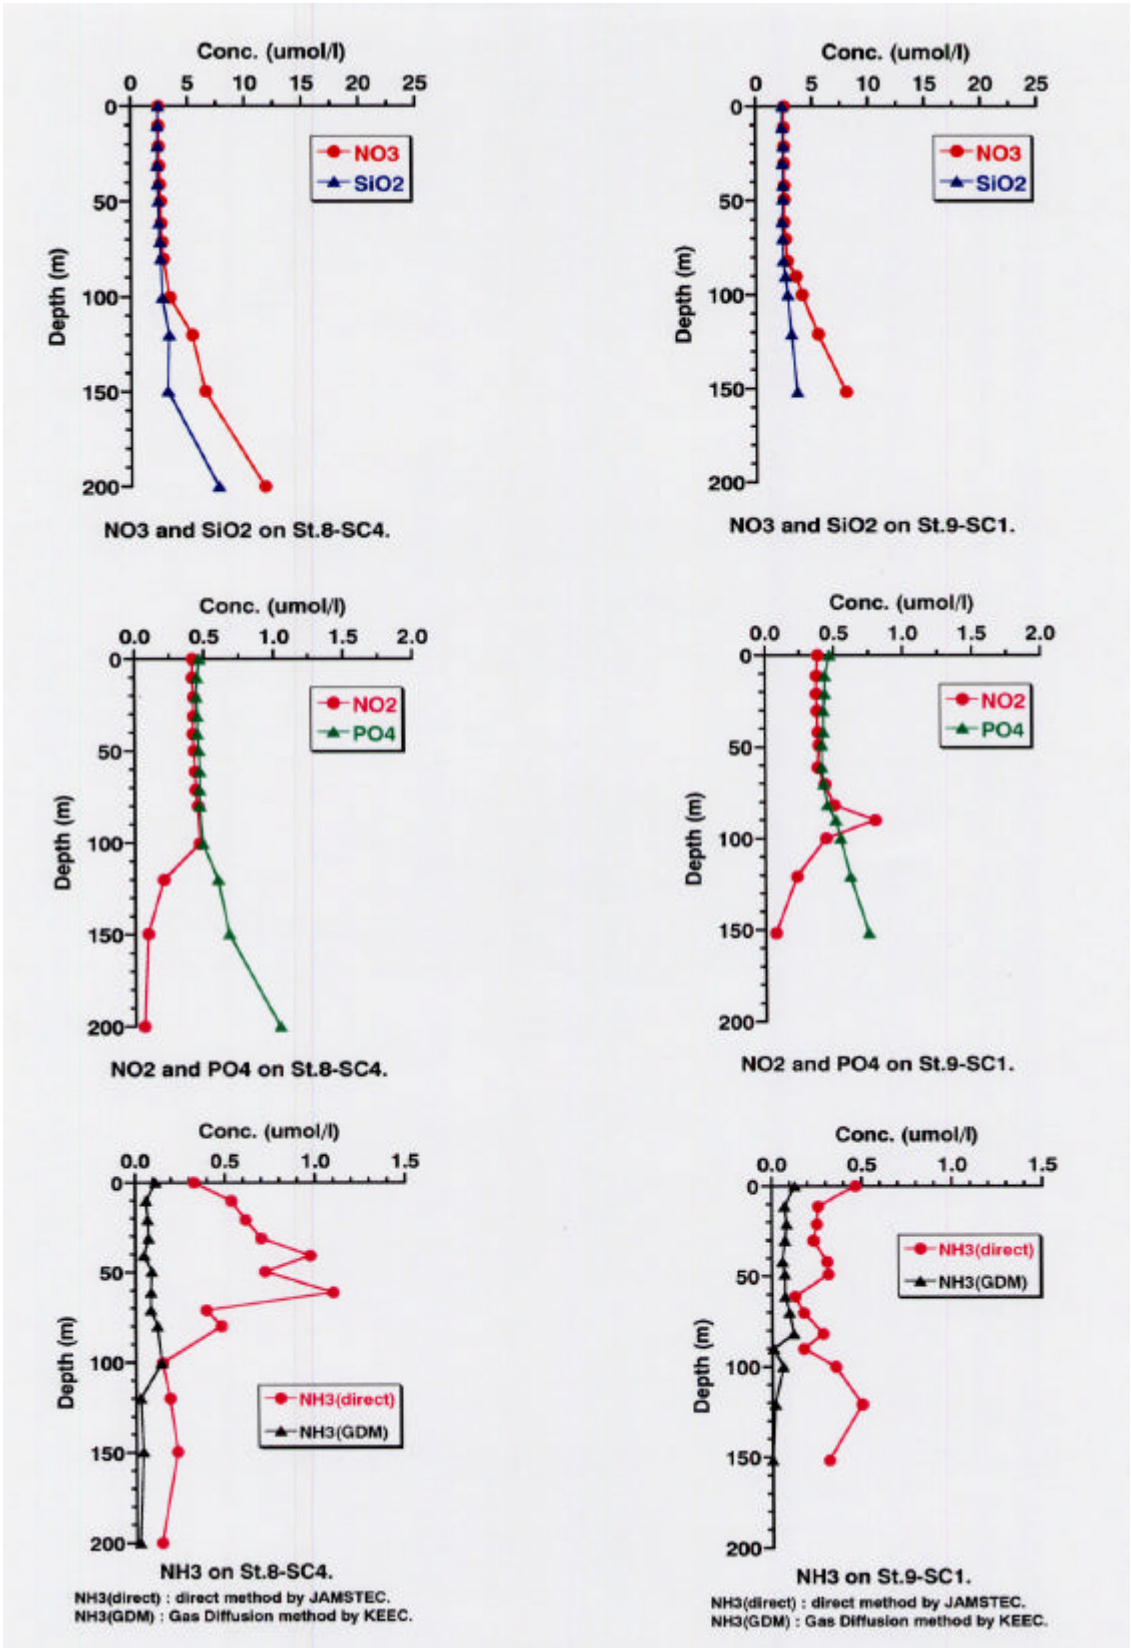 Conc. (umol/l)
0 5 10 15 20 25
0
50
100
150
200
Depth (m)
NO3
SiO2
NO3 and SiO2 on St.8-SC4.
Conc. (umol/l)
0 5 10 15 20 25
0
50
100
150
200
Depth (m)
NO3
SiO2
NO3 and SiO2 on St.9-SC1.
Conc. (umol/l)
0.0 0.5 1.0 1.5 2.0
0
50
100
150
200
Depth (m)
NO2
PO4
NO2 and PO4 on St.8-SC4.
Conc. (umol/l)
0.0 0.5 1.0 1.5 2.0
0
50
100
150
200
Depth (m)
NO2
PO4
NO2 and PO4 on St.9-SC1.
Conc. (umol/l)
0.0 0.5 1.0 1.5
0
50
100
150
200
Depth (m)
NH3(direct)
NH3(GDM)
NH3 on St.8-SC4.
NH3(direct) : direct method by JAMSTEC.
NH3(GDM) : Gas Diffusion method by KEEC.
Conc. (umol/l)
0.0 0.5 1.0 1.5
0
50
100
150
200
Depth (m)
NH3(direct)
NH3(GDM)
NH3 on St.9-SC1.
NH3(direct) : direct method by JAMSTEC.
NH3(GDM) : Gas Diffusion method by KEEC.